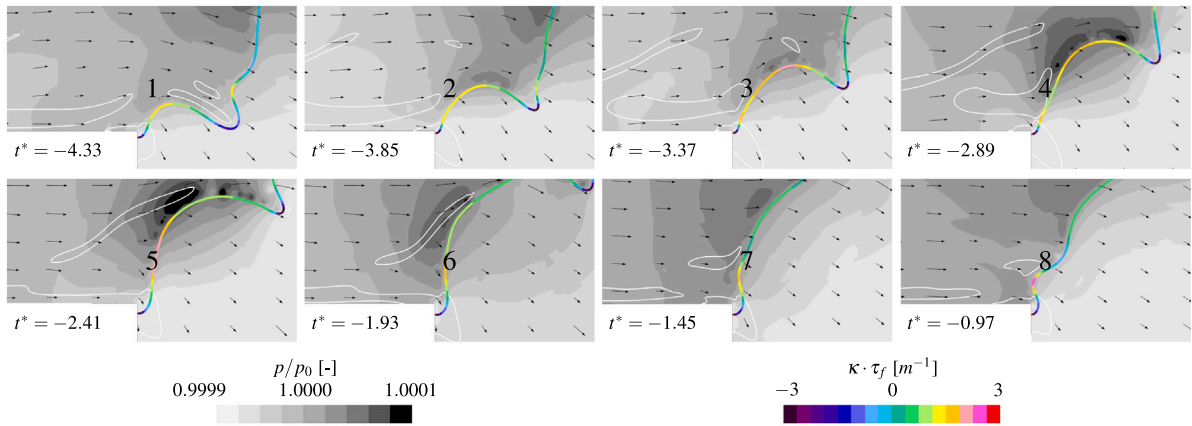 1 2 3 4
t* = −4.33 t* = −3.85 t* = −3.37 t* = −2.89
5 6 7 8
t* = −2.41 t* = −1.93 t* = −1.45 t* = −0.97
p/p₀ [-] κ · τ_f [m⁻¹]
0.9999 1.0000 1.0001 −3 0 3